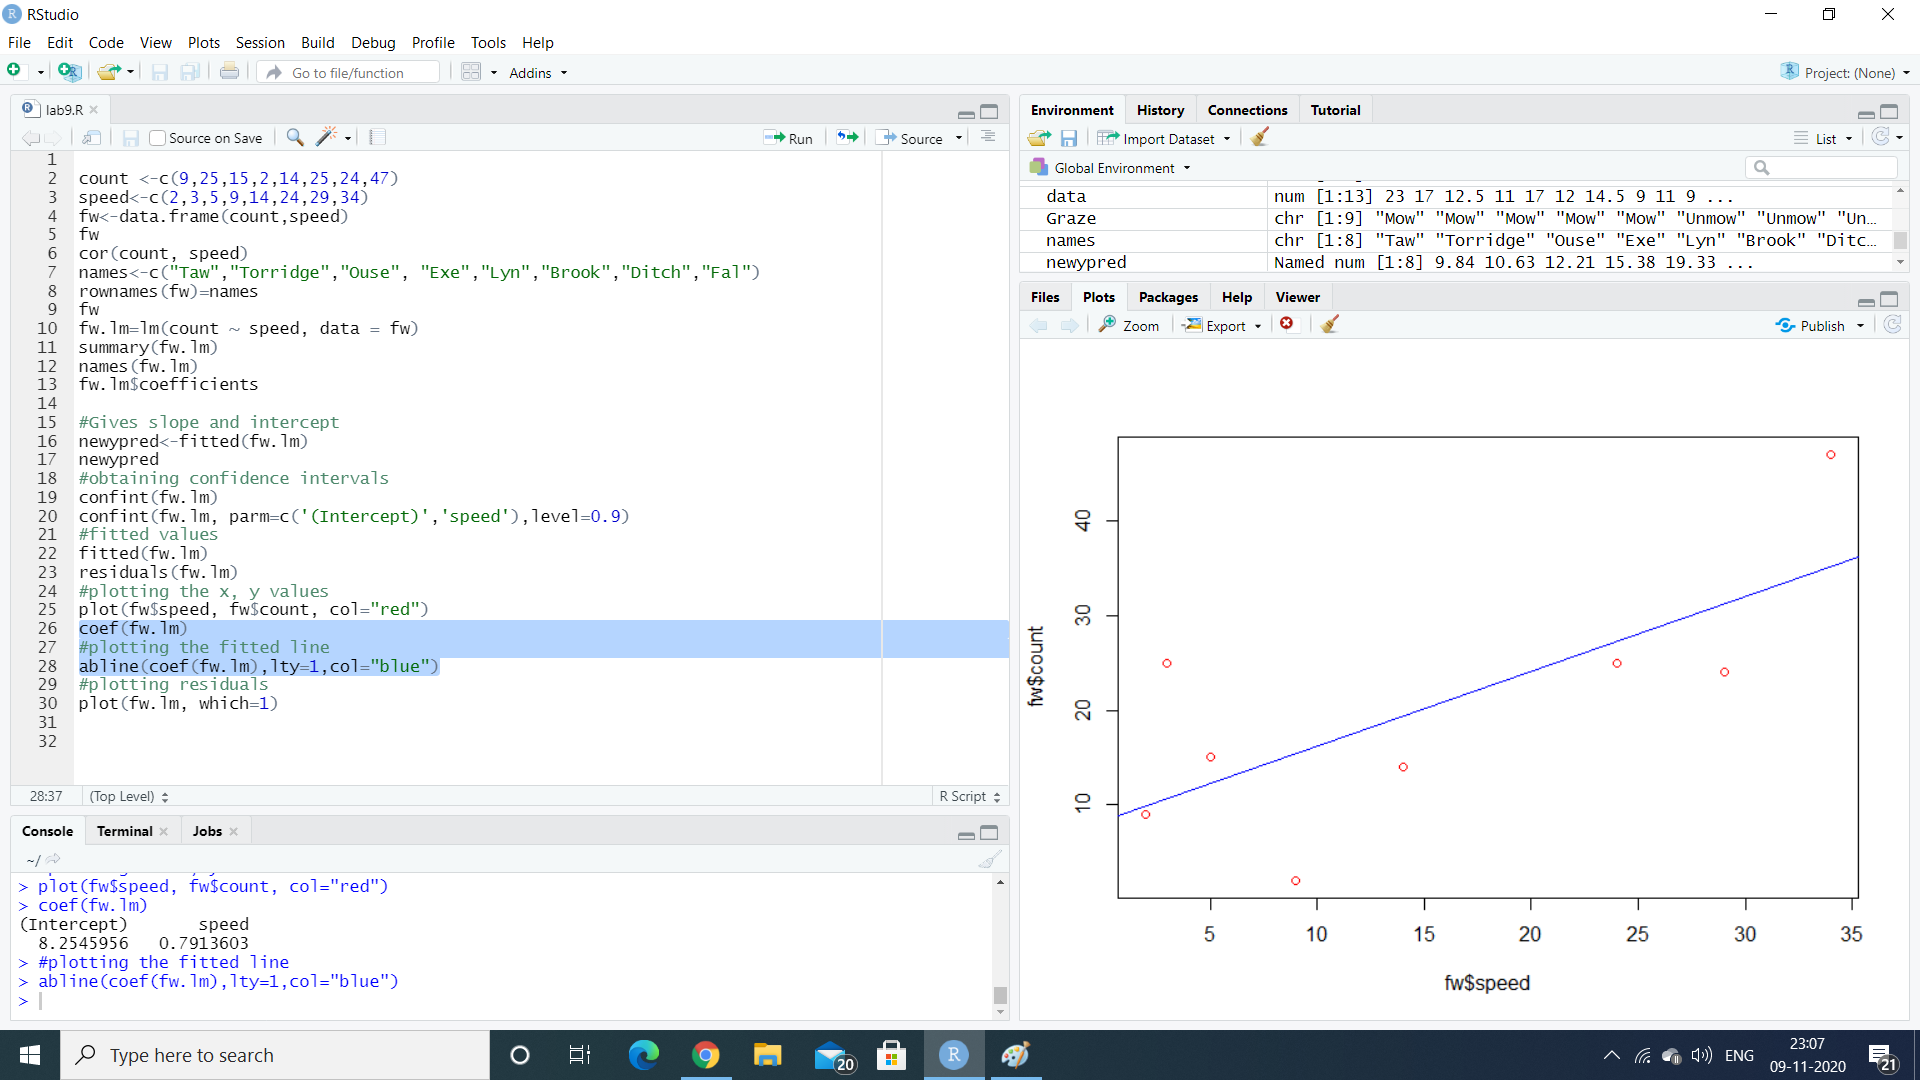 RStudio
File Edit Code View Plots Session Build Debug Profile Tools Help
Go to file/function Addins Project: (None)
lab9.R
Source on Save Run Source
1
2 count <-c(9,25,15,2,14,25,24,47)
3 speed<-c(2,3,5,9,14,24,29,34)
4 fw<-data.frame(count,speed)
5 fw
6 cor(count, speed)
7 names<-c("Taw","Torridge","Ouse", "Exe","Lyn","Brook","Ditch","Fal")
8 rownames(fw)=names
9 fw
10 fw.lm=lm(count ~ speed, data = fw)
11 summary(fw.lm)
12 names(fw.lm)
13 fw.lm$coefficients
14
15 #Gives slope and intercept
16 newypred<-fitted(fw.lm)
17 newypred
18 #obtaining confidence intervals
19 confint(fw.lm)
20 confint(fw.lm, parm=c('(Intercept)','speed'),level=0.9)
21 #fitted values
22 fitted(fw.lm)
23 residuals(fw.lm)
24 #plotting the x, y values
25 plot(fw$speed, fw$count, col="red")
26 coef(fw.lm)
27 #plotting the fitted line
28 abline(coef(fw.lm),lty=1,col="blue")
29 #plotting residuals
30 plot(fw.lm, which=1)
31
32
28:37 (Top Level) R Script
Console Terminal Jobs
~/
> plot(fw$speed, fw$count, col="red")
> coef(fw.lm)
(Intercept) speed
8.2545956 0.7913603
> #plotting the fitted line
> abline(coef(fw.lm),lty=1,col="blue")
>
Environment History Connections Tutorial
Import Dataset List
Global Environment
data num [1:13] 23 17 12.5 11 17 12 14.5 9 11 9 ...
Graze chr [1:9] "Mow" "Mow" "Mow" "Mow" "Mow" "Unmow" "Unmow" "Un...
names chr [1:8] "Taw" "Torridge" "Ouse" "Exe" "Lyn" "Brook" "Ditc...
newypred Named num [1:8] 9.84 10.63 12.21 15.38 19.33 ...
Files Plots Packages Help Viewer
Zoom Export Publish
fw$count
40
30
20
10
5 10 15 20 25 30 35
fw$speed
Type here to search
20
ENG
23:07
09-11-2020
21